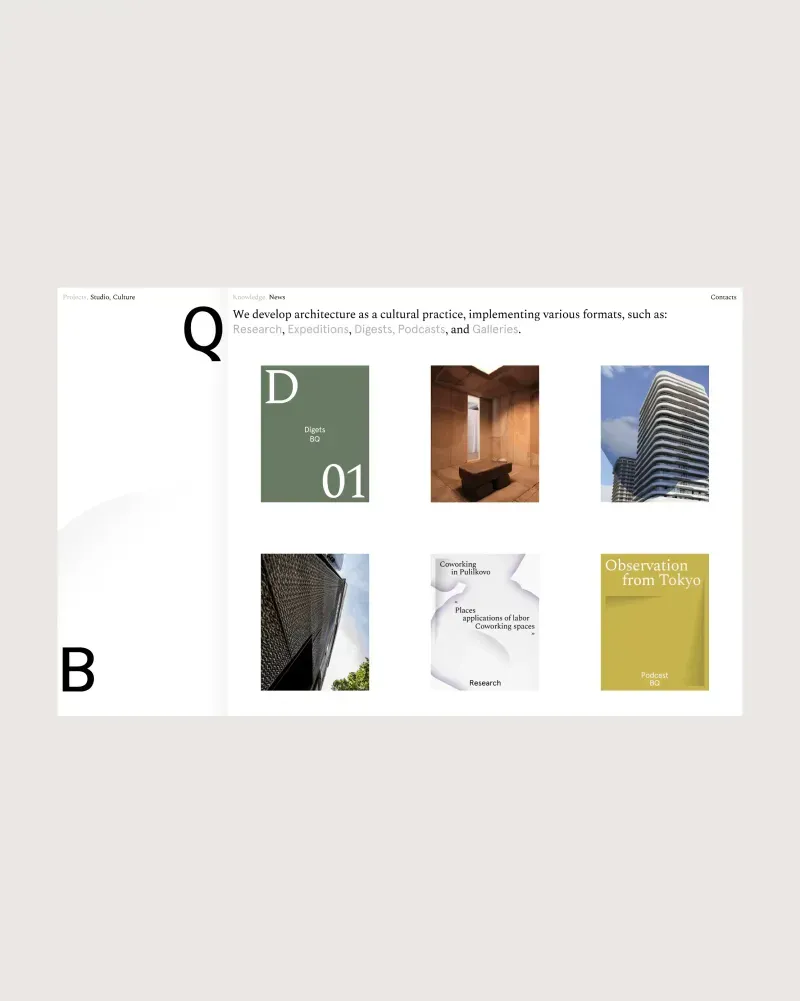 Projects, Studio, Culture
Knowledge, News
Contacts
Q
We develop architecture as a cultural practice, implementing various formats, such as:
Research, Expeditions, Digests, Podcasts, and Galleries.
D
Digets
BQ
01
Coworking
in Pulilkovo
Places
applications of labor
Coworking spaces
Research
Observation
from Tokyo
Podcast
BQ
B